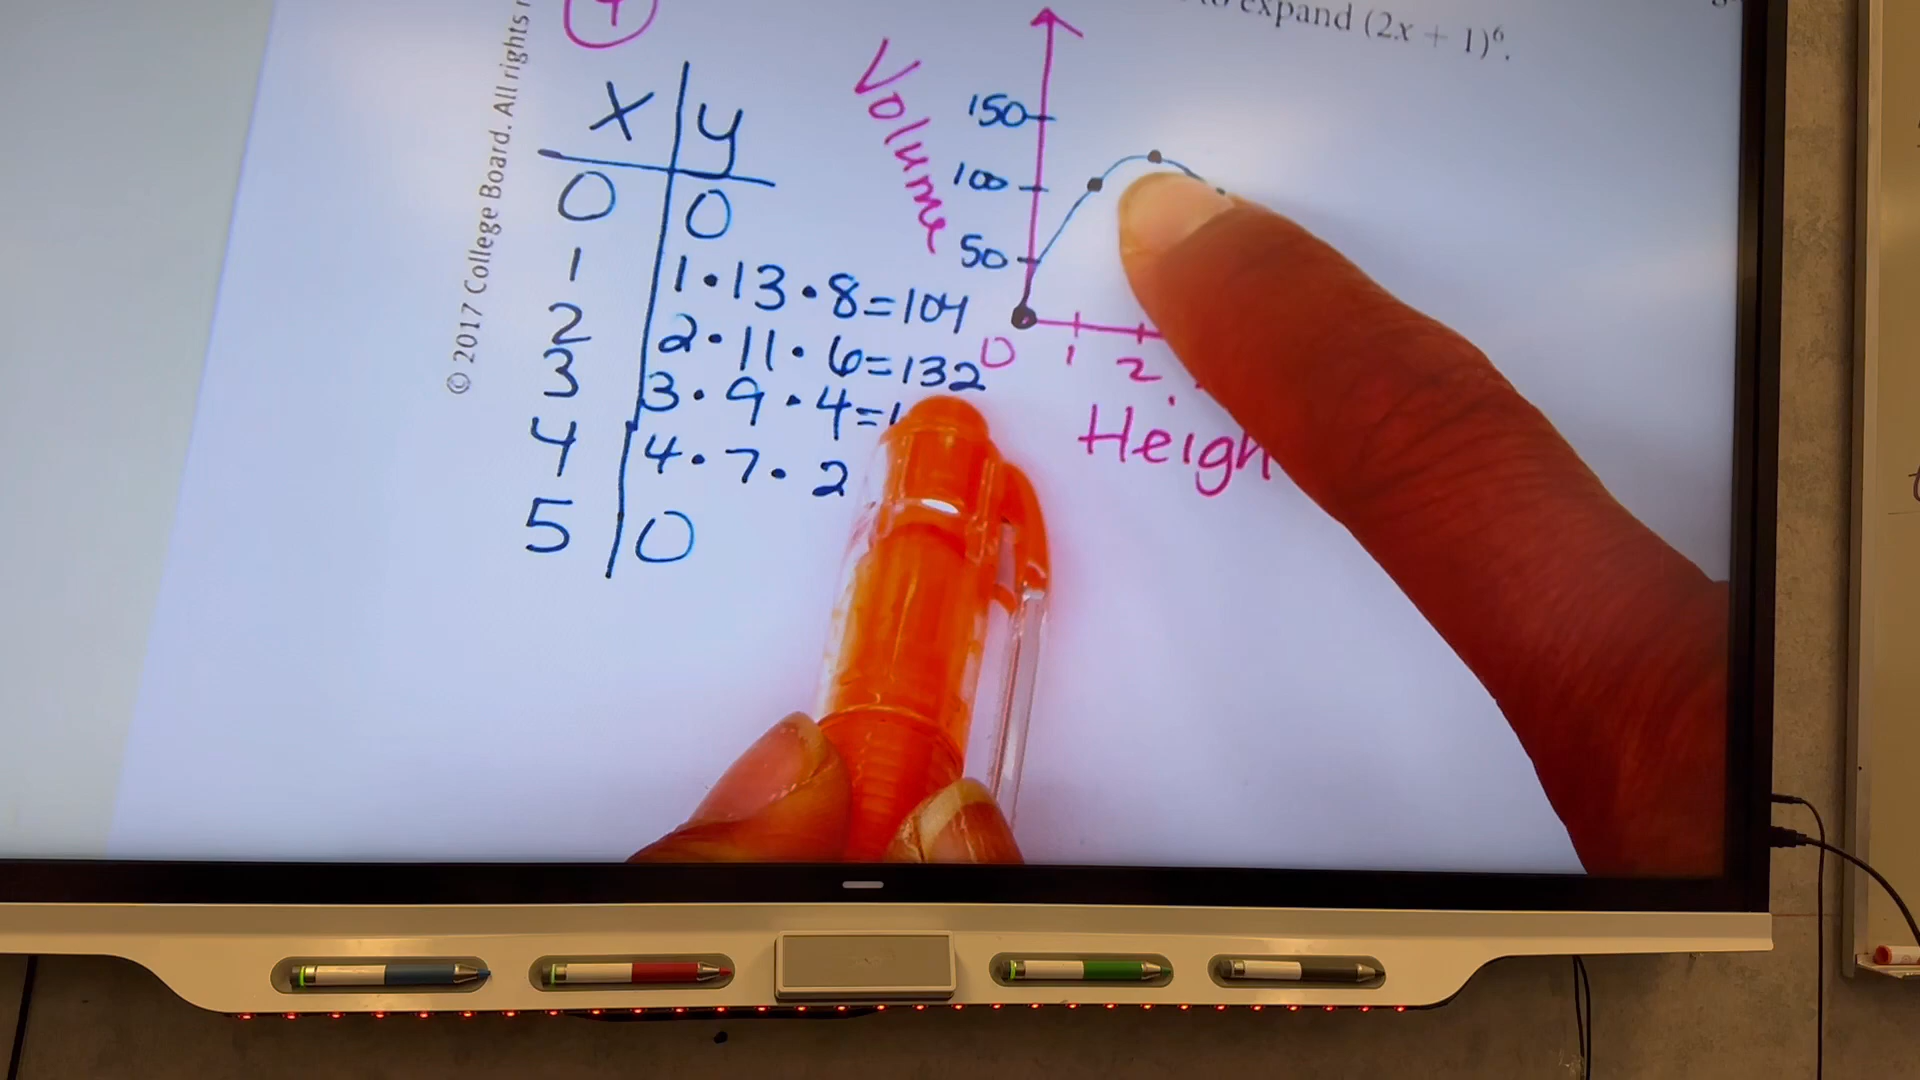 expand (2x + 1)⁶.
© 2017 College Board. All rights
x y
0 0
1 1·13·8=104
2 2·11·6=132
3 3·9·4=1
4 4·7·2
5 0
Volume
150
100
50
0 1 2
Heigh